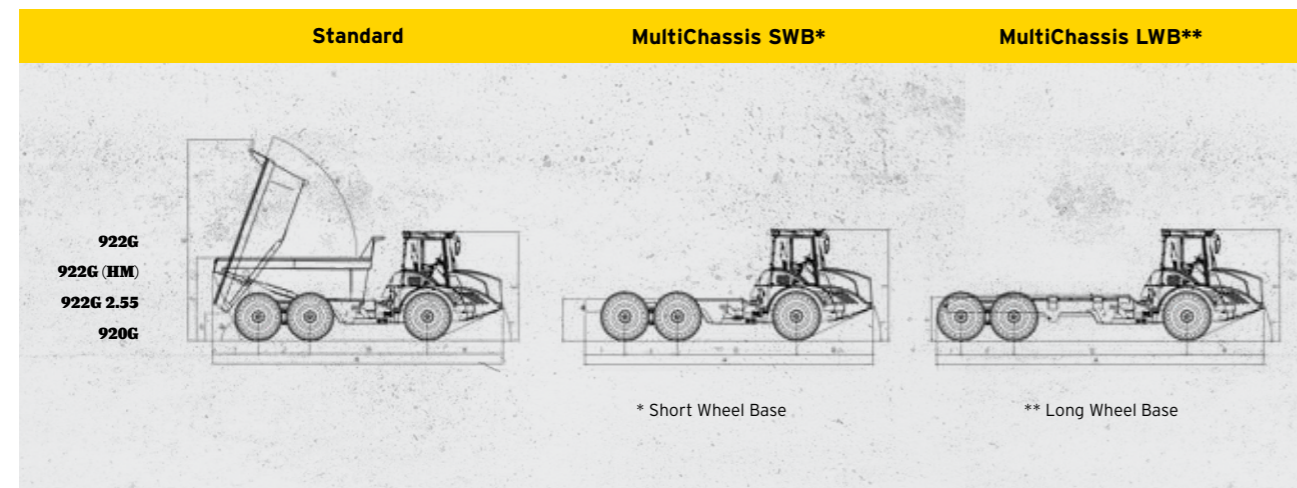 Standard MultiChassis SWB* MultiChassis LWB**
922G
922G (HM)
922G 2.55
920G
* Short Wheel Base ** Long Wheel Base